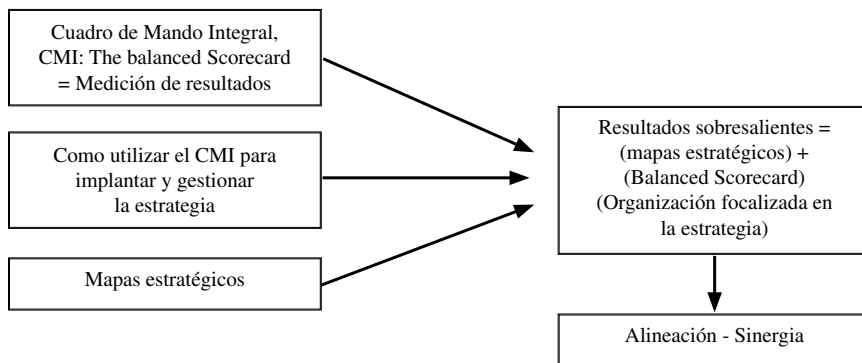 Cuadro de Mando Integral,
CMI: The balanced Scorecard
= Medición de resultados
Como utilizar el CMI para
implantar y gestionar
la estrategia
Mapas estratégicos
Resultados sobresalientes =
(mapas estratégicos) +
(Balanced Scorecard)
(Organización focalizada en
la estrategia)
Alineación - Sinergia